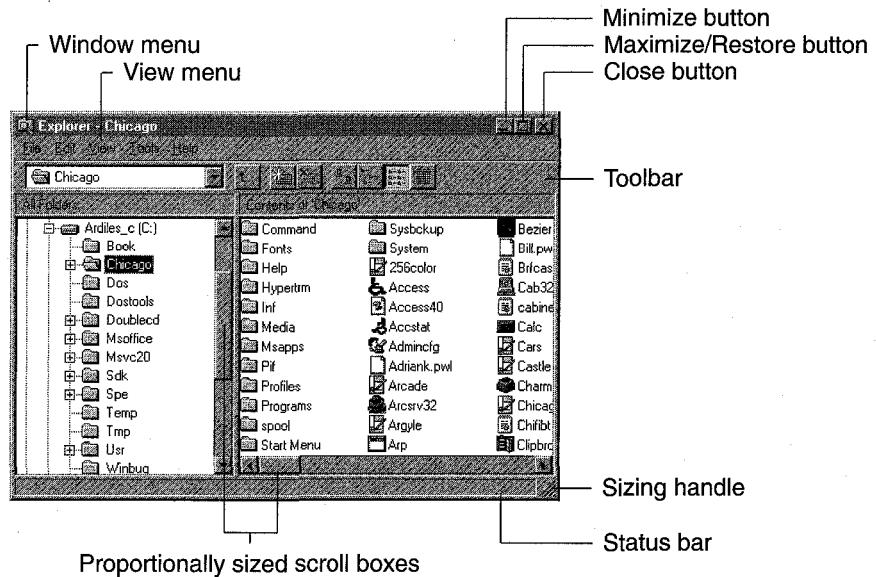 Minimize button
Maximize/Restore button
Close button
Window menu
View menu
Explorer - Chicago
File Edit View Tools Help
Chicago
Toolbar
All Folders
Contents of Chicago
Ardiles_c (C:)
Book
Chicago
Dos
Dostools
Doublecd
Msoffice
Msvc20
Sdk
Spe
Temp
Tmp
Usr
Winbug
Command
Fonts
Help
Hypertrm
Inf
Media
Msapps
Pif
Profiles
Programs
spool
Start Menu
Sysbckup
System
256color
Access
Access40
Accstat
Admincfg
Adriank.pwl
Arcade
Arcsrv32
Argyle
Arp
Bezier
Bill.pw
Brfcas
Cab32
cabine
Calc
Cars
Castle
Charm
Chicag
Chifibt
Clipbro
Sizing handle
Status bar
Proportionally sized scroll boxes